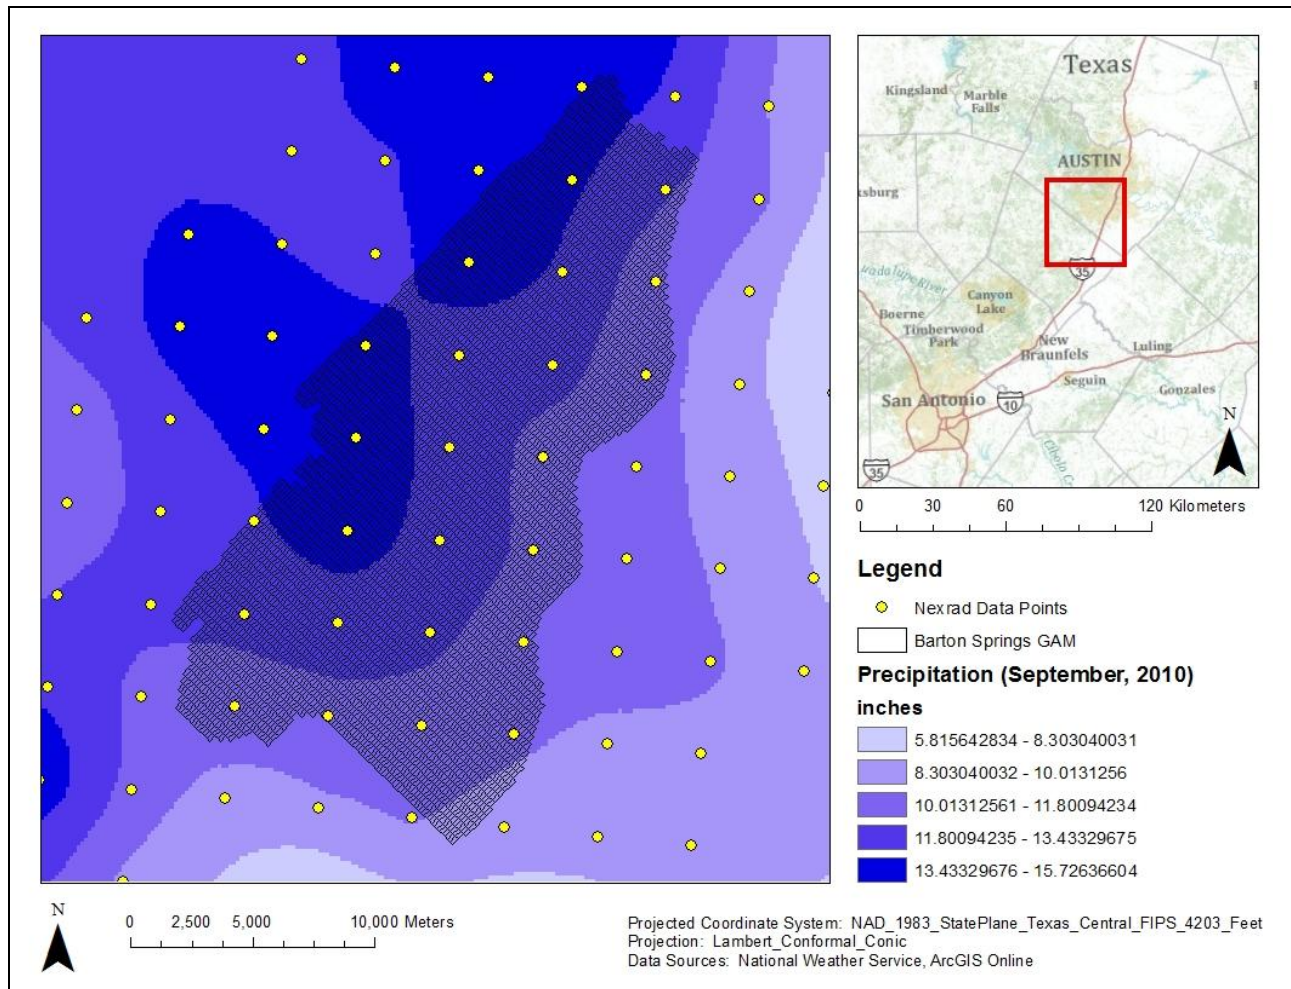 Texas
Kingsland
Marble
Falls
AUSTIN
ksburg
35
uadalupe River
Canyon
Lake
Boerne
Timberwood
Park
New
Braunfels
Luling
Seguin
Gonzales
San Antonio
10
35
Cibolo C
N
0 30 60 120 Kilometers
Legend
Nexrad Data Points
Barton Springs GAM
Precipitation (September, 2010)
inches
5.815642834 - 8.303040031
8.303040032 - 10.0131256
10.01312561 - 11.80094234
11.80094235 - 13.43329675
13.43329676 - 15.72636604
N
0 2,500 5,000 10,000 Meters
Projected Coordinate System: NAD_1983_StatePlane_Texas_Central_FIPS_4203_Feet
Projection: Lambert_Conformal_Conic
Data Sources: National Weather Service, ArcGIS Online